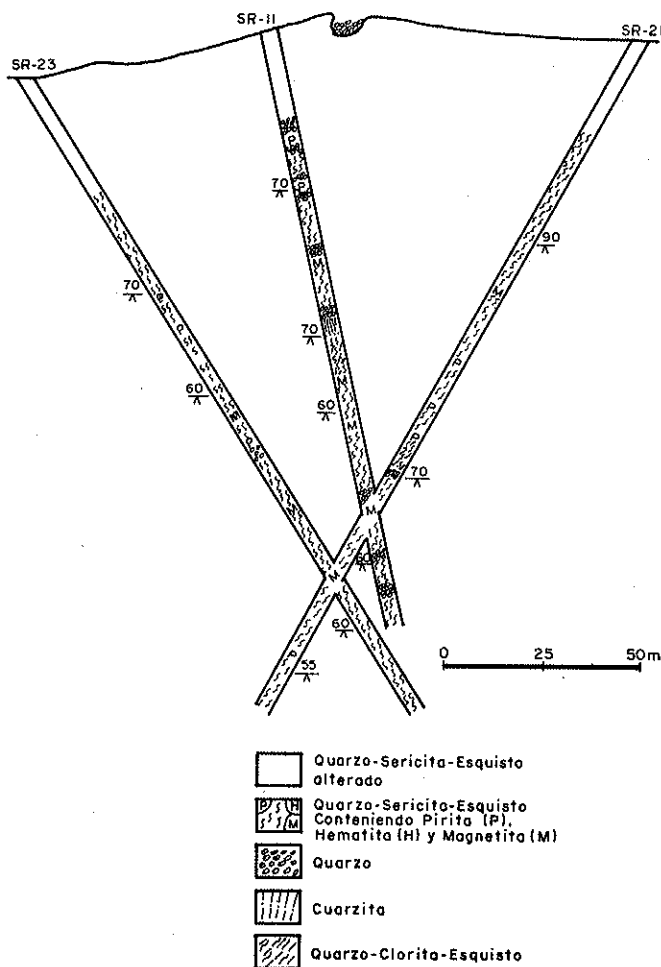 SR-11
SR-21
SR-23
P
70
P
M
90
70
M
70
P
P
60
M
60
M
P
P
M
M
70
M
60
M
60
P
55
0 25 50m
Quarzo-Sericita-Esquisto
alterado
P H
M
Quarzo-Sericita-Esquisto
Conteniendo Pirita (P),
Hematita (H) y Magnetita (M)
Quarzo
Cuarzita
Quarzo-Clorita-Esquisto